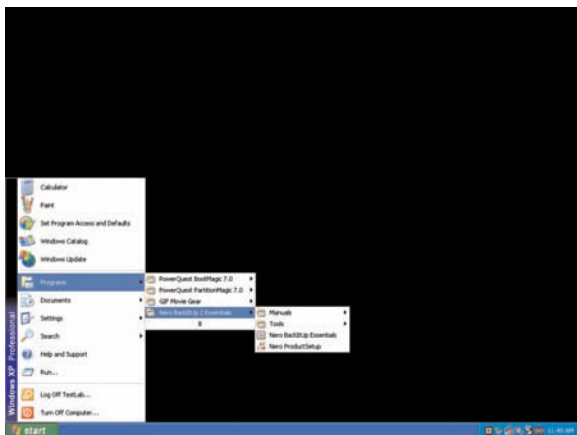 Calculator
Paint
Set Program Access and Defaults
Windows Catalog
Windows Update
Programs
Documents
Settings
Search
Help and Support
Run...
Log Off TestLab...
Turn Off Computer...
Windows XP Professional
PowerQuest BootMagic 7.0
PowerQuest PartitionMagic 7.0
GIF Movie Gear
Nero BackItUp 2 Essentials
Manuals
Tools
Nero BackItUp Essentials
Nero ProductSetup
start